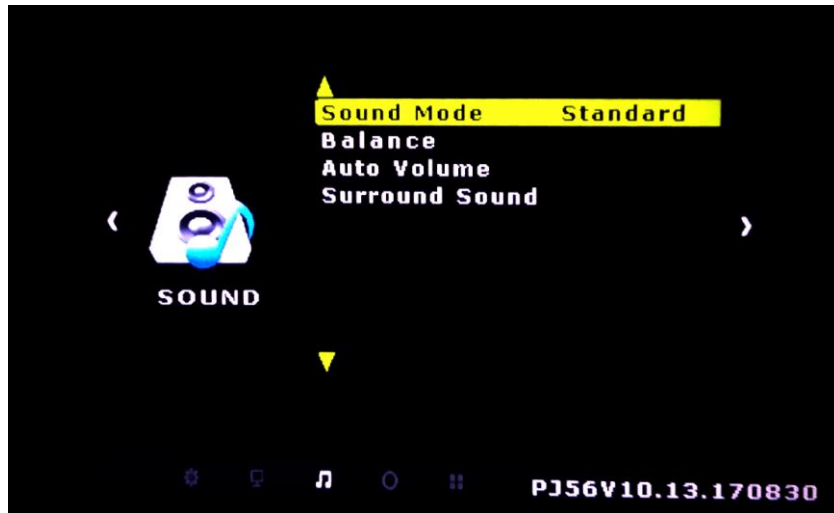 Sound Mode Standard
Balance
Auto Volume
Surround Sound
SOUND
PJ56V10.13.170830